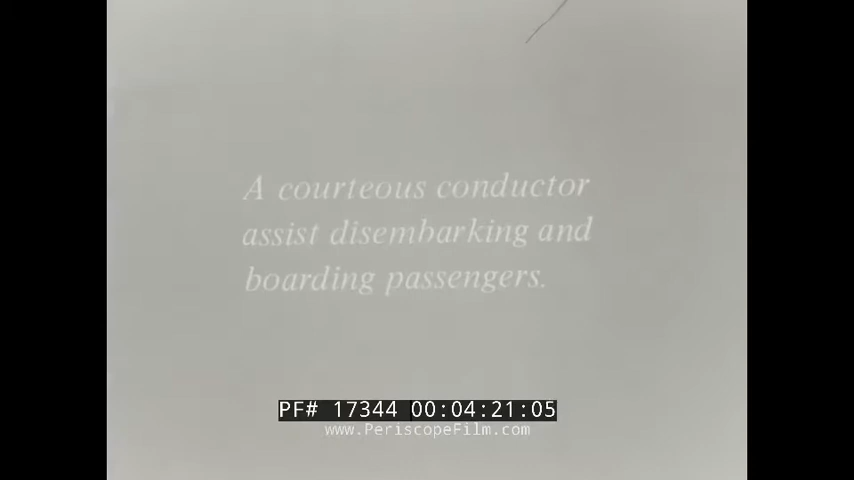 A courteous conductor
assist disembarking and
boarding passengers.
PF# 17344 00:04:21:05
www.PeriscopeFilm.com